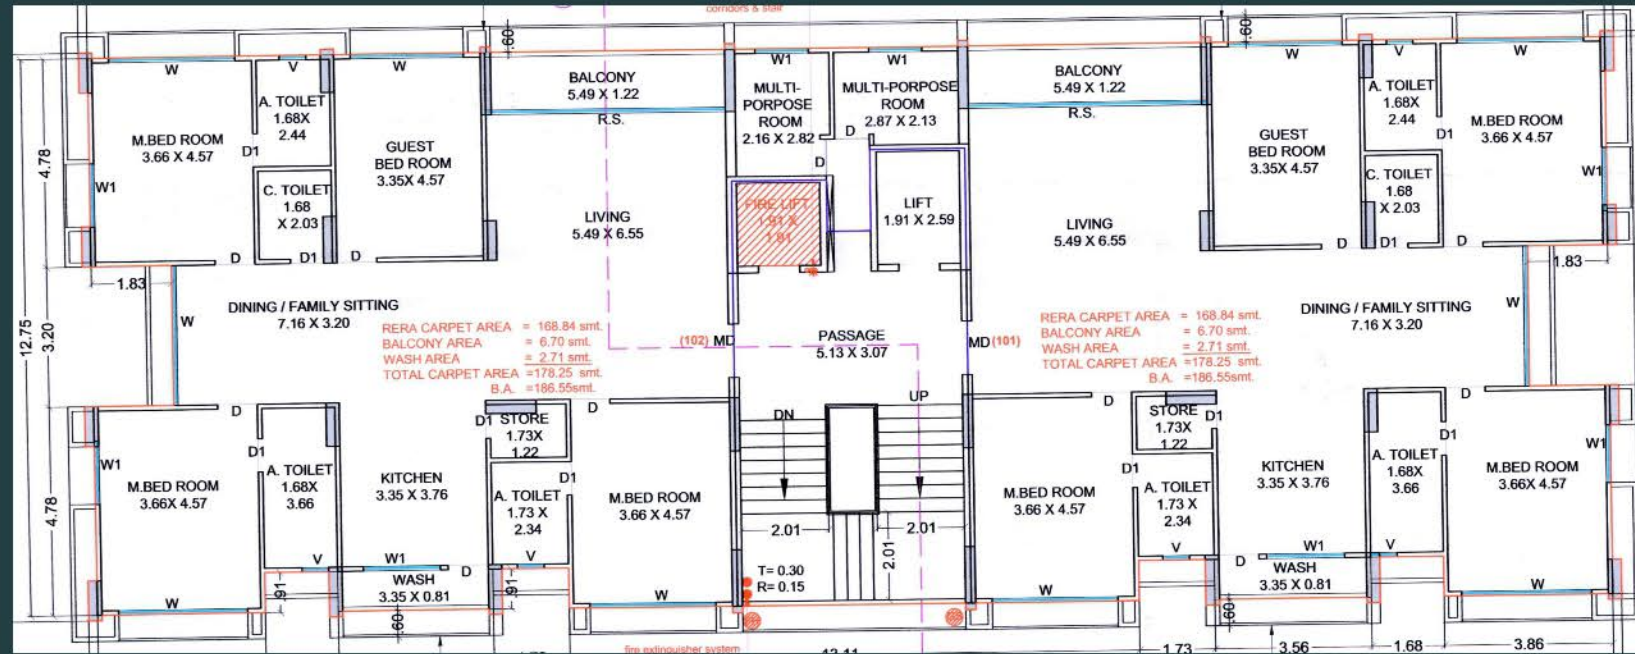 corridors & stair
.60
.60
W
V
W
W1
W1
W
V
W
BALCONY
5.49 X 1.22
R.S.
MULTI-
PORPOSE
ROOM
2.16 X 2.82
D
MULTI-PORPOSE
ROOM
2.87 X 2.13
D
BALCONY
5.49 X 1.22
R.S.
A. TOILET
1.68X
2.44
D1
M.BED ROOM
3.66 X 4.57
W1
GUEST
BED ROOM
3.35X 4.57
C. TOILET
1.68
X 2.03
D
D1
D
LIVING
5.49 X 6.55
FIRE LIFT
1.91 X
1.91
LIFT
1.91 X 2.59
LIVING
5.49 X 6.55
GUEST
BED ROOM
3.35X 4.57
A. TOILET
1.68X
2.44
D1
M.BED ROOM
3.66 X 4.57
W1
C. TOILET
1.68
X 2.03
D
D1
D
4.78
12.75
3.20
4.78
1.83
1.83
W
DINING / FAMILY SITTING
7.16 X 3.20
RERA CARPET AREA = 168.84 smt.
BALCONY AREA = 6.70 smt.
WASH AREA = 2.71 smt.
TOTAL CARPET AREA =178.25 smt.
B.A. =186.55smt.
(102) MD
PASSAGE
5.13 X 3.07
MD (101)
RERA CARPET AREA = 168.84 smt.
BALCONY AREA = 6.70 smt.
WASH AREA = 2.71 smt.
TOTAL CARPET AREA =178.25 smt.
B.A. =186.55smt.
DINING / FAMILY SITTING
7.16 X 3.20
W
D
D1
W1
M.BED ROOM
3.66X 4.57
A. TOILET
1.68X
3.66
V
W
.91
KITCHEN
3.35 X 3.76
W1
D
WASH
3.35 X 0.81
.60
D1
STORE
1.73X
1.22
D
D1
A. TOILET
1.73 X
2.34
V
.91
M.BED ROOM
3.66 X 4.57
W
DN
UP
2.01
2.01
2.01
T= 0.30
R= 0.15
M.BED ROOM
3.66 X 4.57
D
W
STORE
1.73X
1.22
D1
D1
A. TOILET
1.73 X
2.34
V
KITCHEN
3.35 X 3.76
D
W1
WASH
3.35 X 0.81
.60
A. TOILET
1.68X
3.66
V
D
D1
M.BED ROOM
3.66X 4.57
W1
W
fire extinguisher system
1.73
3.56
1.68
3.86